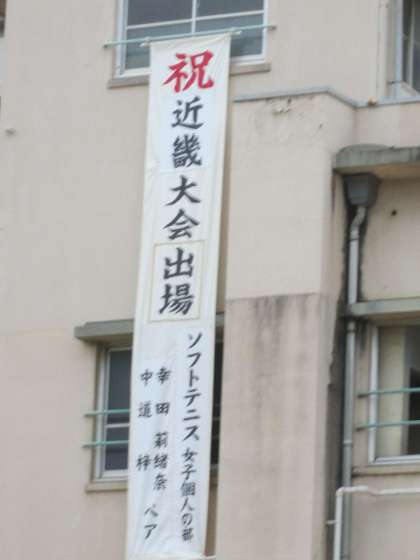 祝近畿大会出場
ソフトテニス女子個人の部
幸田莉緒奈
中道梓 ペア